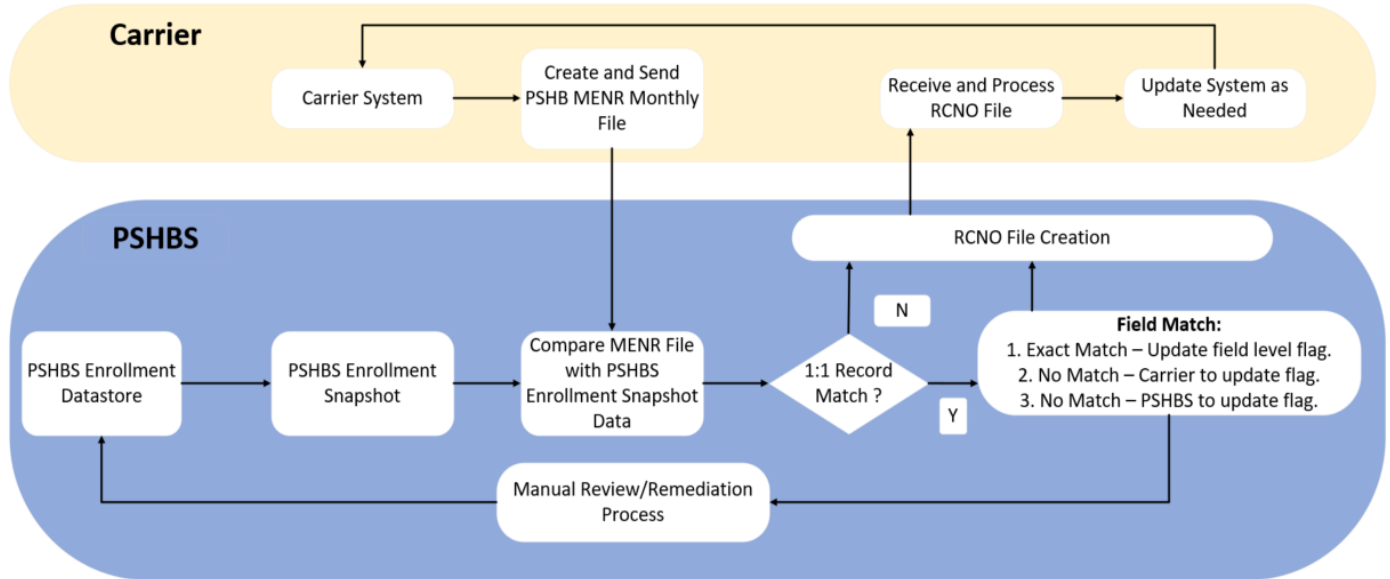 Carrier
Carrier System
Create and Send
PSHB MENR Monthly
File
Receive and Process
RCNO File
Update System as
Needed
PSHBS
RCNO File Creation
N
PSHBS Enrollment
Datastore
PSHBS Enrollment
Snapshot
Compare MENR File
with PSHBS
Enrollment Snapshot
Data
1:1 Record
Match ?
Y
Field Match:
1. Exact Match – Update field level flag.
2. No Match – Carrier to update flag.
3. No Match – PSHBS to update flag.
Manual Review/Remediation
Process